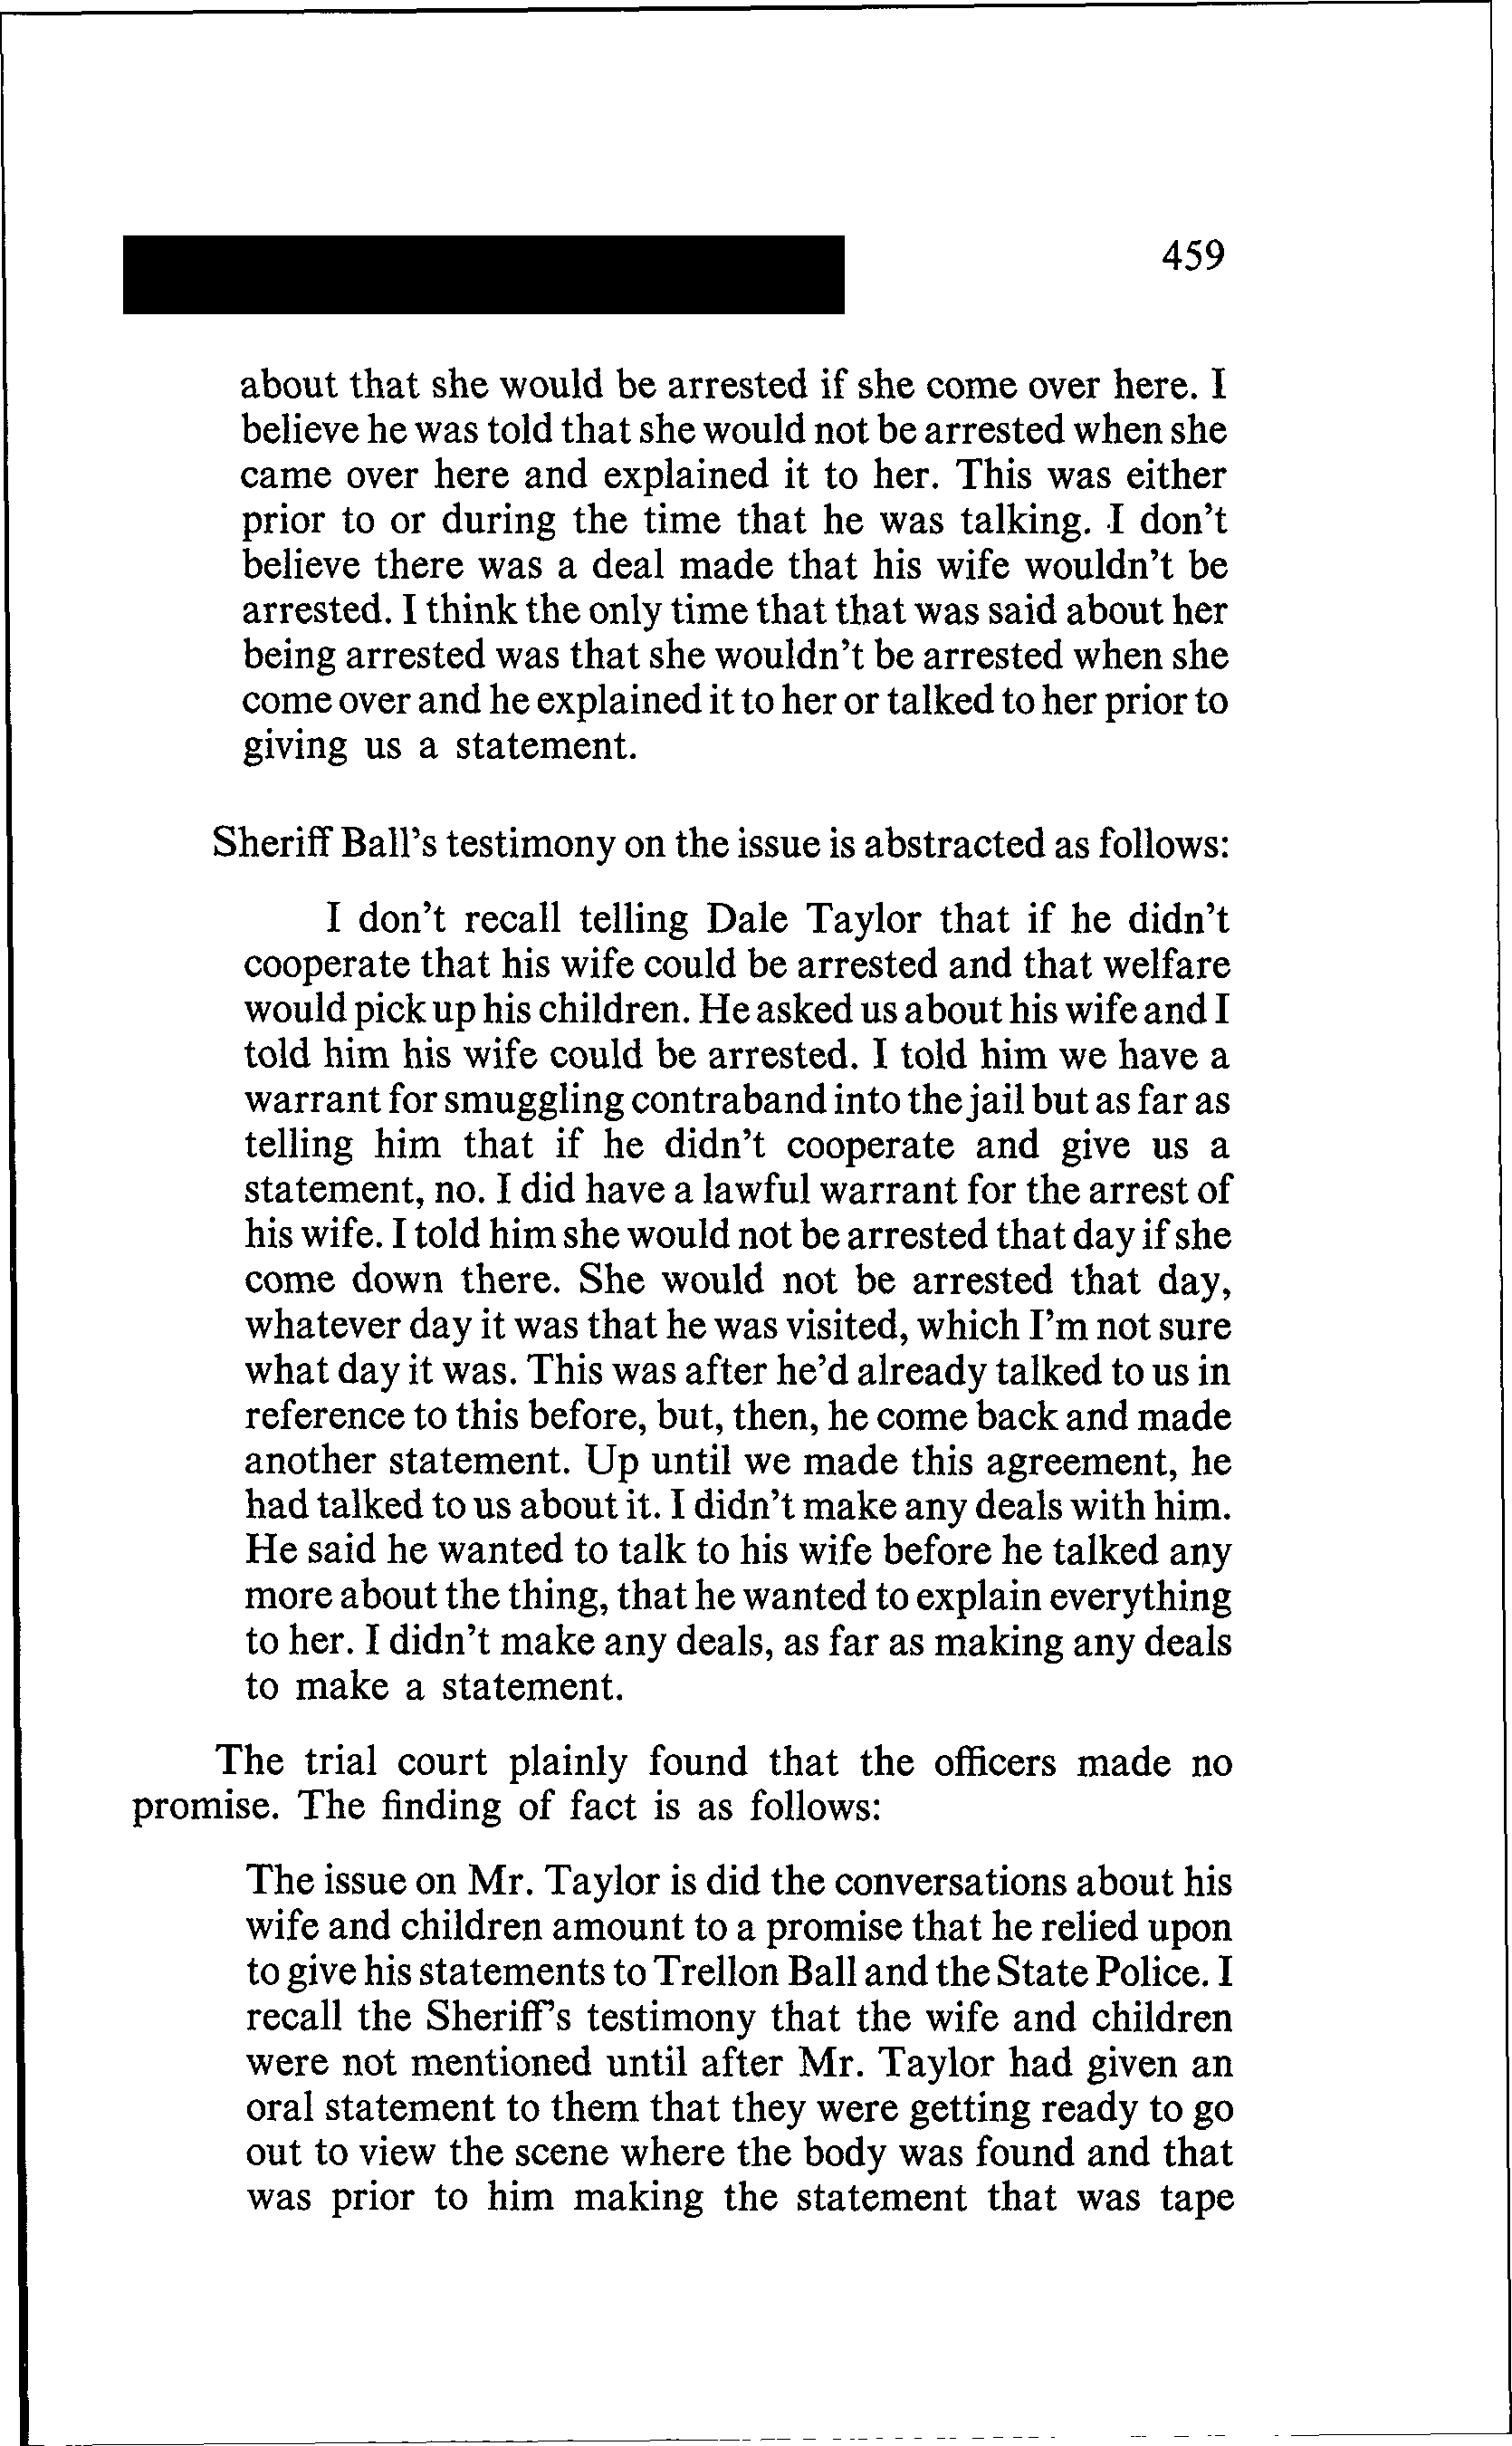 459
about that she would be arrested if she come over here. I
believe he was told that she would not be arrested when she
came over here and explained it to her. This was either
prior to or during the time that he was talking. I don't
believe there was a deal made that his wife wouldn't be
arrested. I think the only time that that was said about her
being arrested was that she wouldn't be arrested when she
come over and he explained it to her or talked to her prior to
giving us a statement.
Sheriff Ball's testimony on the issue is abstracted as follows:
I don't recall telling Dale Taylor that if he didn't
cooperate that his wife could be arrested and that welfare
would pick up his children. He asked us about his wife and I
told him his wife could be arrested. I told him we have a
warrant for smuggling contraband into the jail but as far as
telling him that if he didn't cooperate and give us a
statement, no. I did have a lawful warrant for the arrest of
his wife. I told him she would not be arrested that day if she
come down there. She would not be arrested that day,
whatever day it was that he was visited, which I'm not sure
what day it was. This was after he'd already talked to us in
reference to this before, but, then, he come back and made
another statement. Up until we made this agreement, he
had talked to us about it. I didn't make any deals with him.
He said he wanted to talk to his wife before he talked any
more about the thing, that he wanted to explain everything
to her. I didn't make any deals, as far as making any deals
to make a statement.
The trial court plainly found that the officers made no
promise. The finding of fact is as follows:
The issue on Mr. Taylor is did the conversations about his
wife and children amount to a promise that he relied upon
to give his statements to Trellon Ball and the State Police. I
recall the Sheriff's testimony that the wife and children
were not mentioned until after Mr. Taylor had given an
oral statement to them that they were getting ready to go
out to view the scene where the body was found and that
was prior to him making the statement that was tape